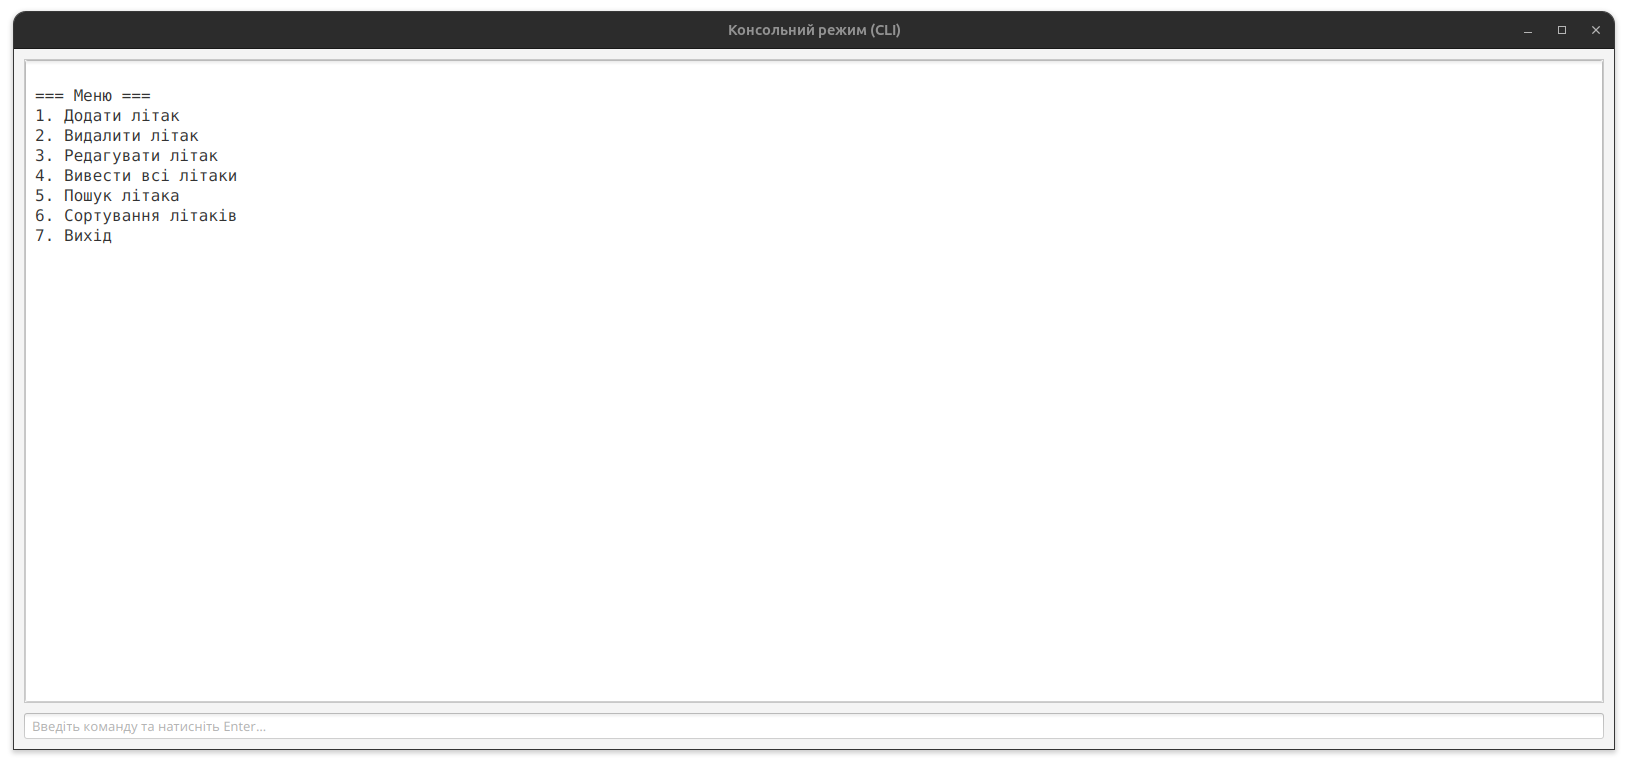 Консольний режим (CLI)
=== Меню ===
1. Додати літак
2. Видалити літак
3. Редагувати літак
4. Вивести всі літаки
5. Пошук літака
6. Сортування літаків
7. Вихід
Введіть команду та натисніть Enter...